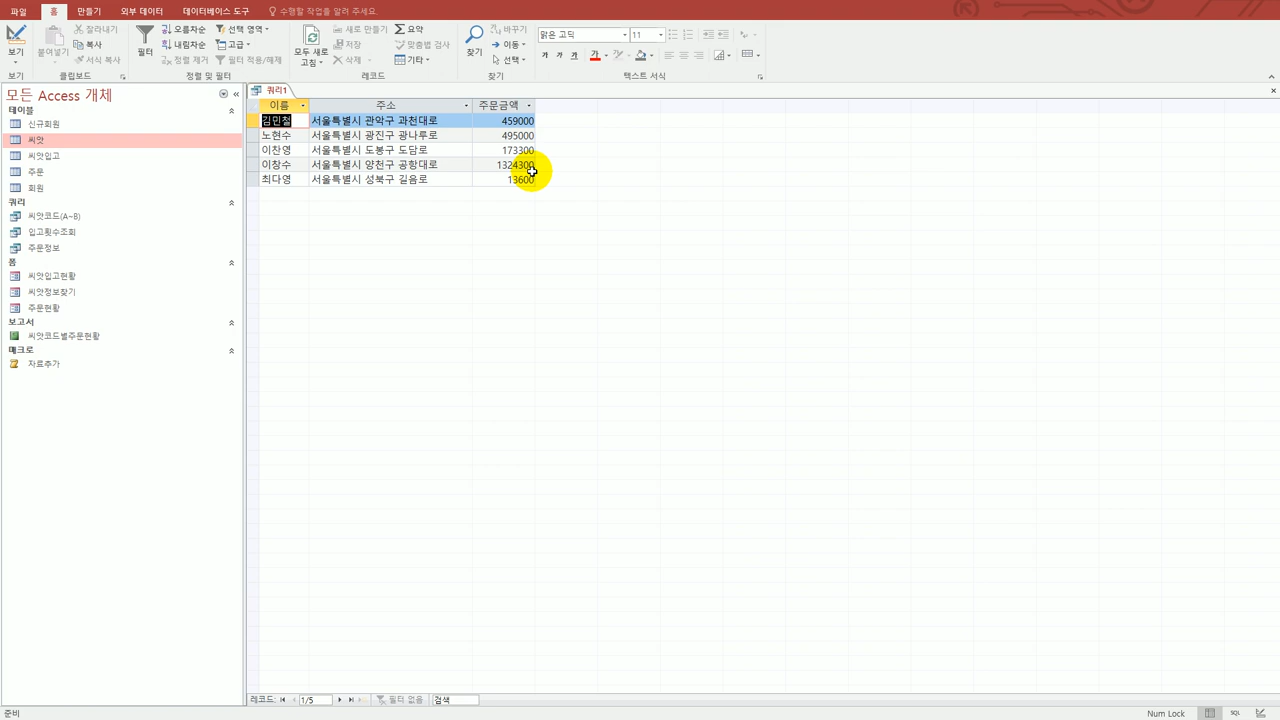 파일 홈 만들기 외부 데이터 데이터베이스 도구 수행할 작업을 알려 주세요.
보기
보기
붙여넣기
잘라내기
복사
서식 복사
클립보드
필터
오름차순
내림차순
정렬 제거
선택 영역
고급
필터 적용/해제
정렬 및 필터
모두 새로 고침
새로 만들기
저장
삭제
요약
맞춤법 검사
기타
레코드
찾기
바꾸기
이동
선택
찾기
맑은 고딕 11
가 가 가 가
텍스트 서식
모든 Access 개체
테이블
신규회원
씨앗
씨앗입고
주문
회원
쿼리
씨앗코드(A~B)
입고횟수조회
주문정보
폼
씨앗입고현황
씨앗정보찾기
주문현황
보고서
씨앗코드별주문현황
매크로
자료추가
쿼리1
이름 주소 주문금액
김민철 서울특별시 관악구 과천대로 459000
노현수 서울특별시 광진구 광나루로 495000
이찬영 서울특별시 도봉구 도담로 173300
이창수 서울특별시 양천구 공항대로 1324300
최다영 서울특별시 성북구 길음로 13600
레코드: 1/5 필터 없음 검색
준비 Num Lock SQL